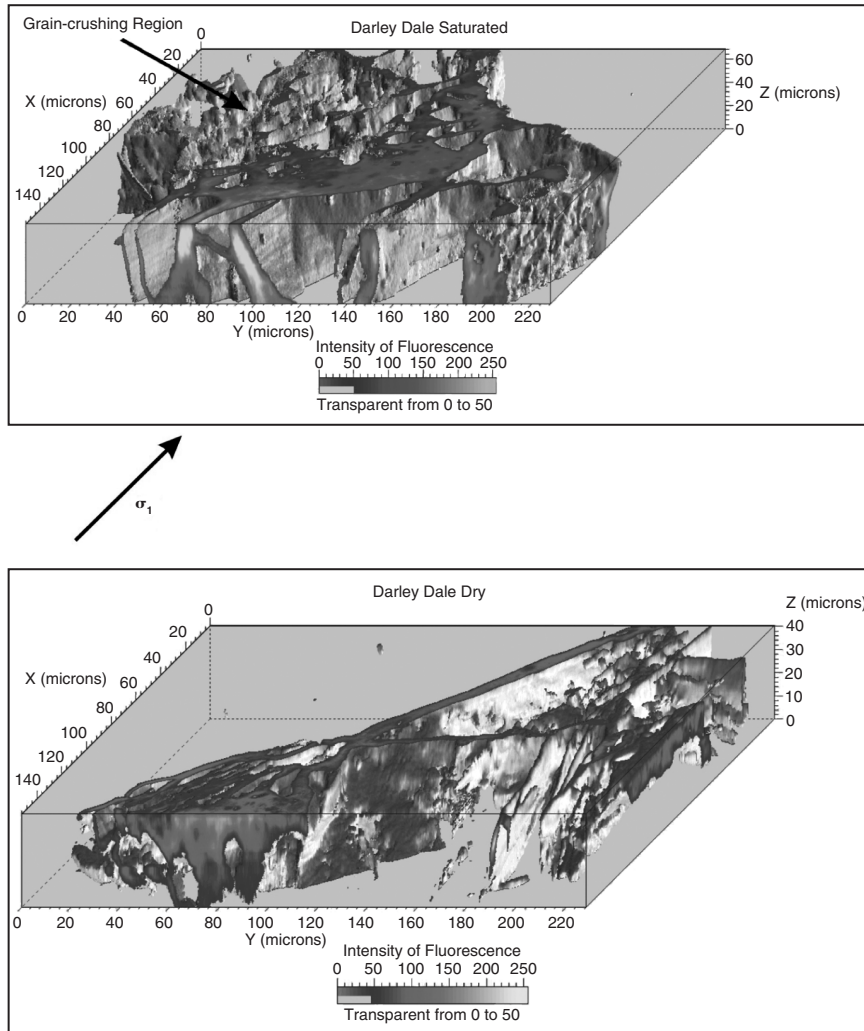 Grain-crushing Region
Darley Dale Saturated
0
20
40
60
80
100
120
140
X (microns)
60
40
20
0
Z (microns)
0 20 40 60 80 100 120 140 160 180 200 220
Y (microns)
Intensity of Fluorescence
0 50 100 150 200 250
Transparent from 0 to 50
σ1
Darley Dale Dry
0
20
40
60
80
100
120
140
X (microns)
Z (microns)
40
30
20
10
0
0 20 40 60 80 100 120 140 160 180 200 220
Y (microns)
Intensity of Fluorescence
0 50 100 150 200 250
Transparent from 0 to 50